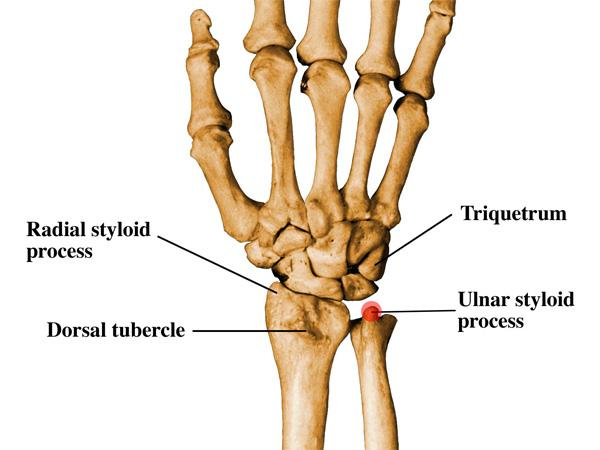 Radial styloid
process
Dorsal tubercle
Triquetrum
Ulnar styloid
process